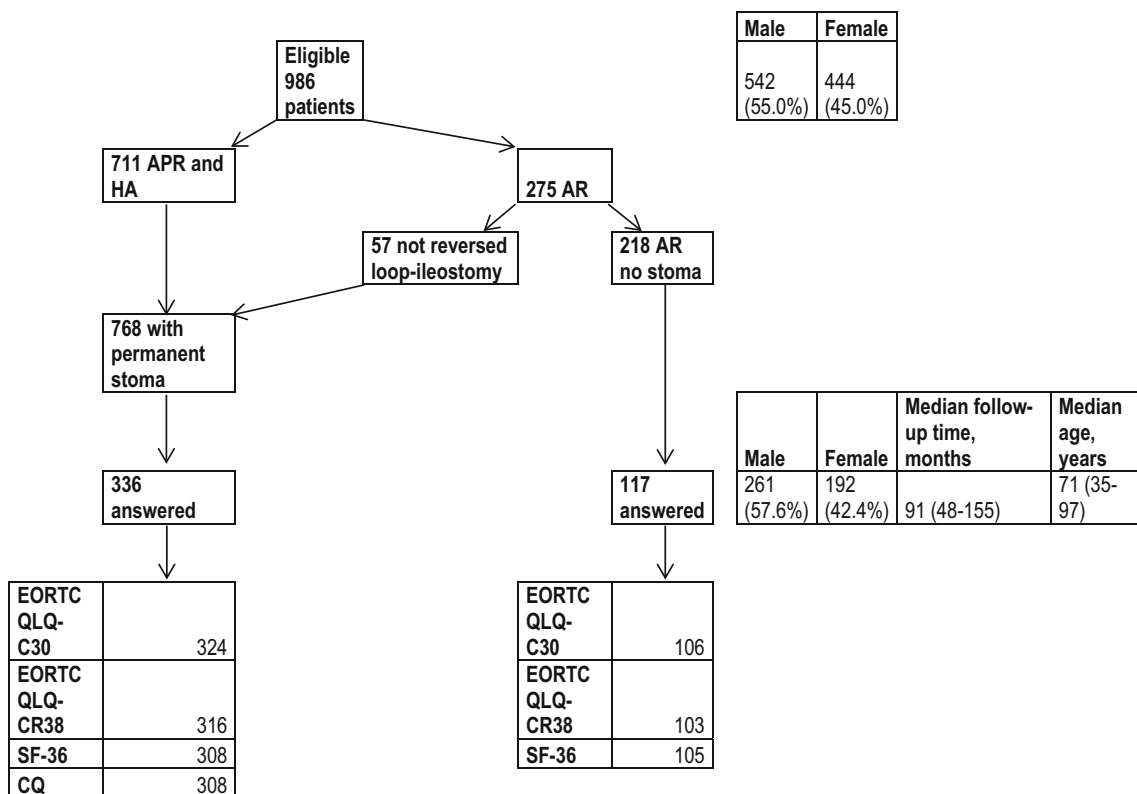 Male Female
542 444
(55.0%) (45.0%)
Eligible
986
patients
711 APR and
HA
275 AR
57 not reversed
loop-ileostomy
218 AR
no stoma
768 with
permanent
stoma
336
answered
117
answered
Male Female Median follow-up time, months Median age, years
261 (57.6%) 192 (42.4%) 91 (48-155) 71 (35-97)
EORTC
QLQ-
C30 324
EORTC
QLQ-
CR38 316
SF-36 308
CQ 308
EORTC
QLQ-
C30 106
EORTC
QLQ-
CR38 103
SF-36 105